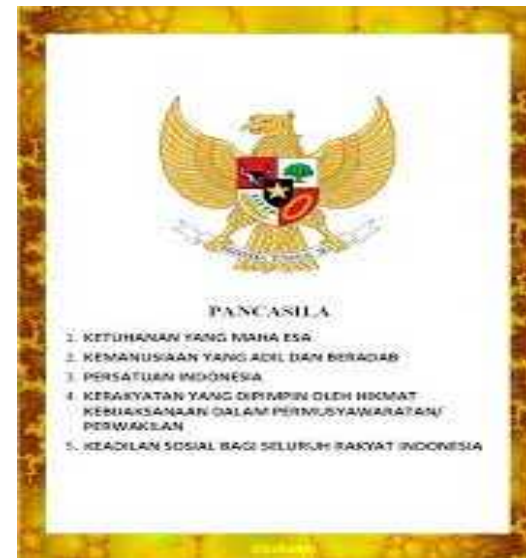 PANCASILA
1. KETUHANAN YANG MAHA ESA
2. KEMANUSIAAN YANG ADIL DAN BERADAB
3. PERSATUAN INDONESIA
4. KERAKYATAN YANG DIPIMPIN OLEH HIKMAT
KEBIJAKSANAAN DALAM PERMUSYAWARATAN/
PERWAKILAN
5. KEADILAN SOSIAL BAGI SELURUH RAKYAT INDONESIA